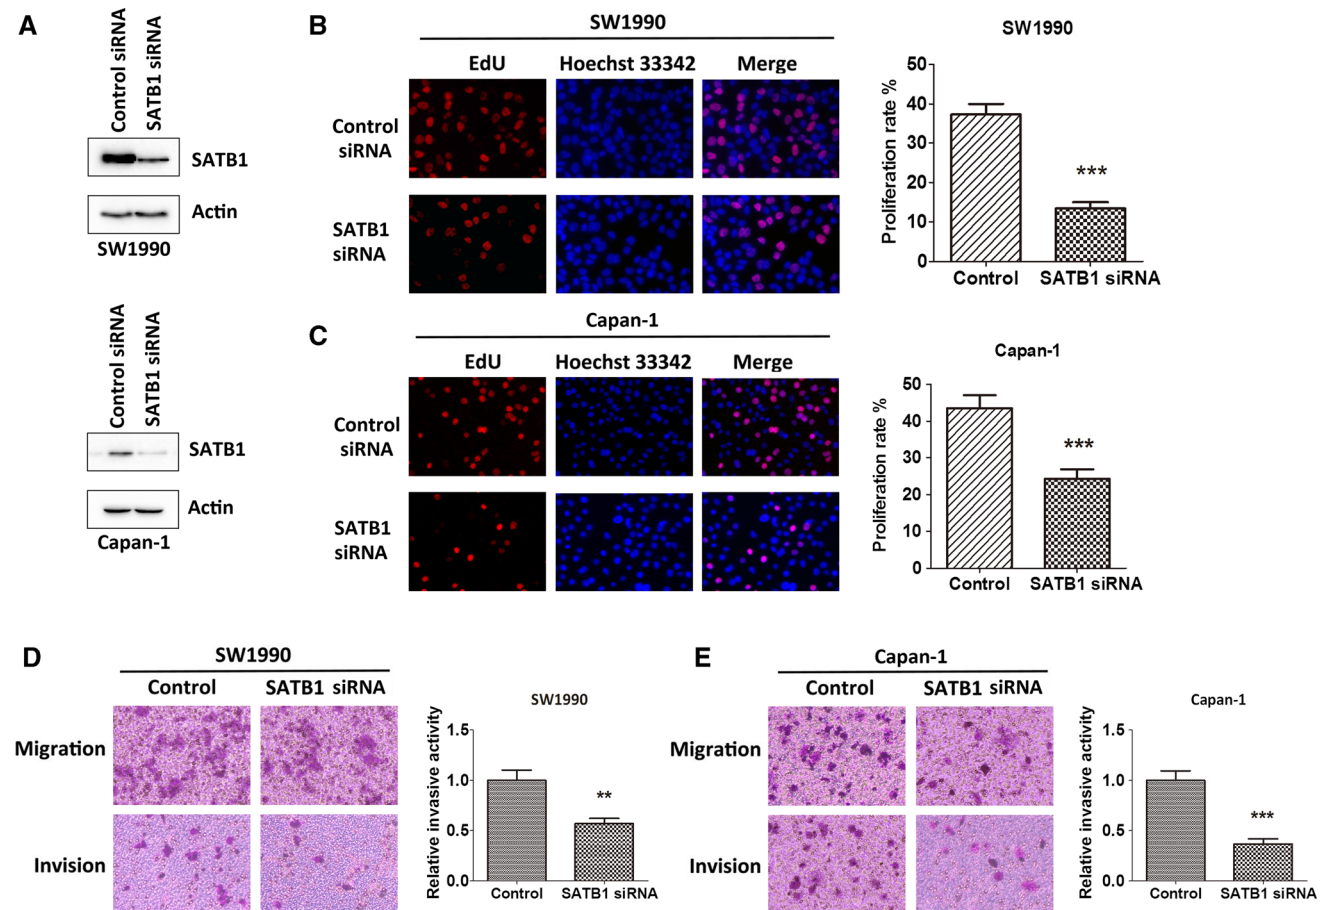 A
Control siRNA
SATB1 siRNA
SATB1
Actin
SW1990
Control siRNA
SATB1 siRNA
SATB1
Actin
Capan-1
B
SW1990
EdU Hoechst 33342 Merge
Control
siRNA
SATB1
siRNA
SW1990
Proliferation rate %
50
40
30
20
10
0
***
Control SATB1 siRNA
C
Capan-1
EdU Hoechst 33342 Merge
Control
siRNA
SATB1
siRNA
Capan-1
Proliferation rate %
50
40
30
20
10
0
***
Control SATB1 siRNA
D
SW1990
Control SATB1 siRNA
Migration
Invision
SW1990
Relative invasive activity
1.5
1.0
0.5
0.0
**
Control SATB1 siRNA
E
Capan-1
Control SATB1 siRNA
Migration
Invision
Capan-1
Relative invasive activity
1.5
1.0
0.5
0.0
***
Control SATB1 siRNA